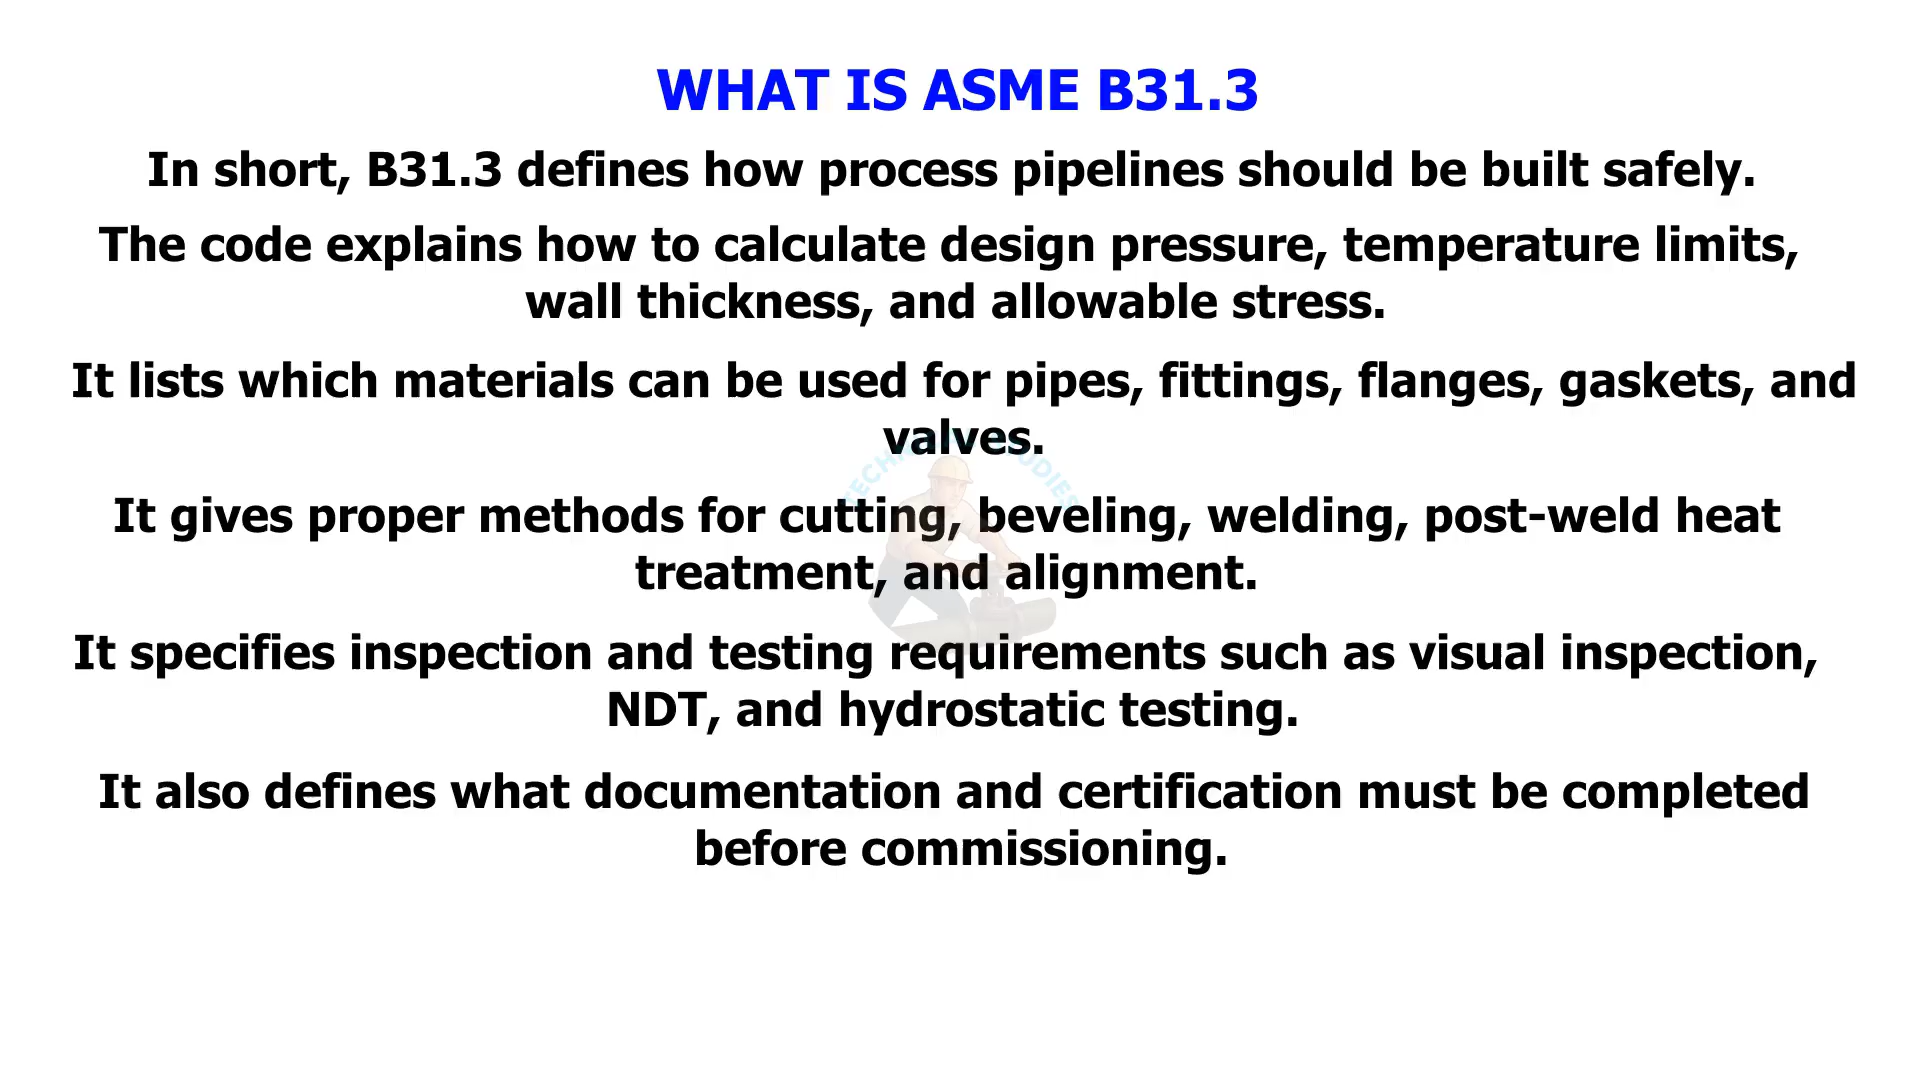 WHAT IS ASME B31.3
In short, B31.3 defines how process pipelines should be built safely.
The code explains how to calculate design pressure, temperature limits,
wall thickness, and allowable stress.
It lists which materials can be used for pipes, fittings, flanges, gaskets, and
valves.
It gives proper methods for cutting, beveling, welding, post-weld heat
treatment, and alignment.
It specifies inspection and testing requirements such as visual inspection,
NDT, and hydrostatic testing.
It also defines what documentation and certification must be completed
before commissioning.